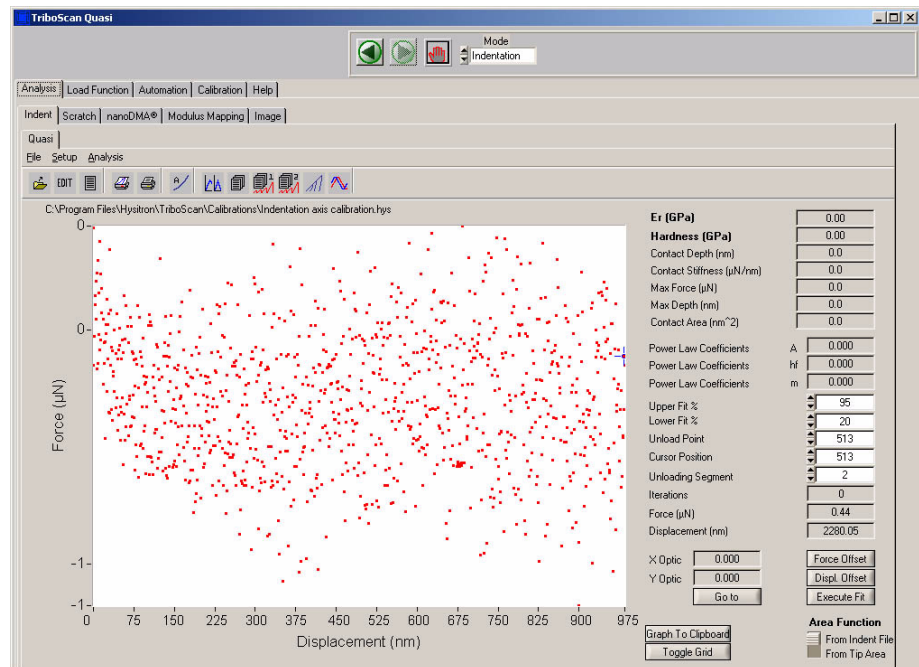 TriboScan Quasi
Mode
Indentation
Analysis Load Function Automation Calibration Help
Indent Scratch nanoDMA® Modulus Mapping Image
Quasi
File Setup Analysis
EDIT 1 2
C:\Program Files\Hysitron\TriboScan\Calibrations\Indentation axis calibration.hys
0-
0-
-1-
-1-
Force (µN)
0 75 150 225 300 375 450 525 600 675 750 825 900 975
Displacement (nm)
Er (GPa) 0.00
Hardness (GPa) 0.00
Contact Depth (nm) 0.0
Contact Stiffness (µN/nm) 0.0
Max Force (µN) 0.0
Max Depth (nm) 0.0
Contact Area (nm^2) 0.0
Power Law Coefficients A 0.000
Power Law Coefficients hf 0.000
Power Law Coefficients m 0.000
Upper Fit % 95
Lower Fit % 20
Unload Point 513
Cursor Position 513
Unloading Segment 2
Iterations 0
Force (µN) 0.44
Displacement (nm) 2280.05
X Optic 0.000 Force Offset
Y Optic 0.000 Displ. Offset
Go to Execute Fit
Graph To Clipboard
Toggle Grid
Area Function
From Indent File
From Tip Area